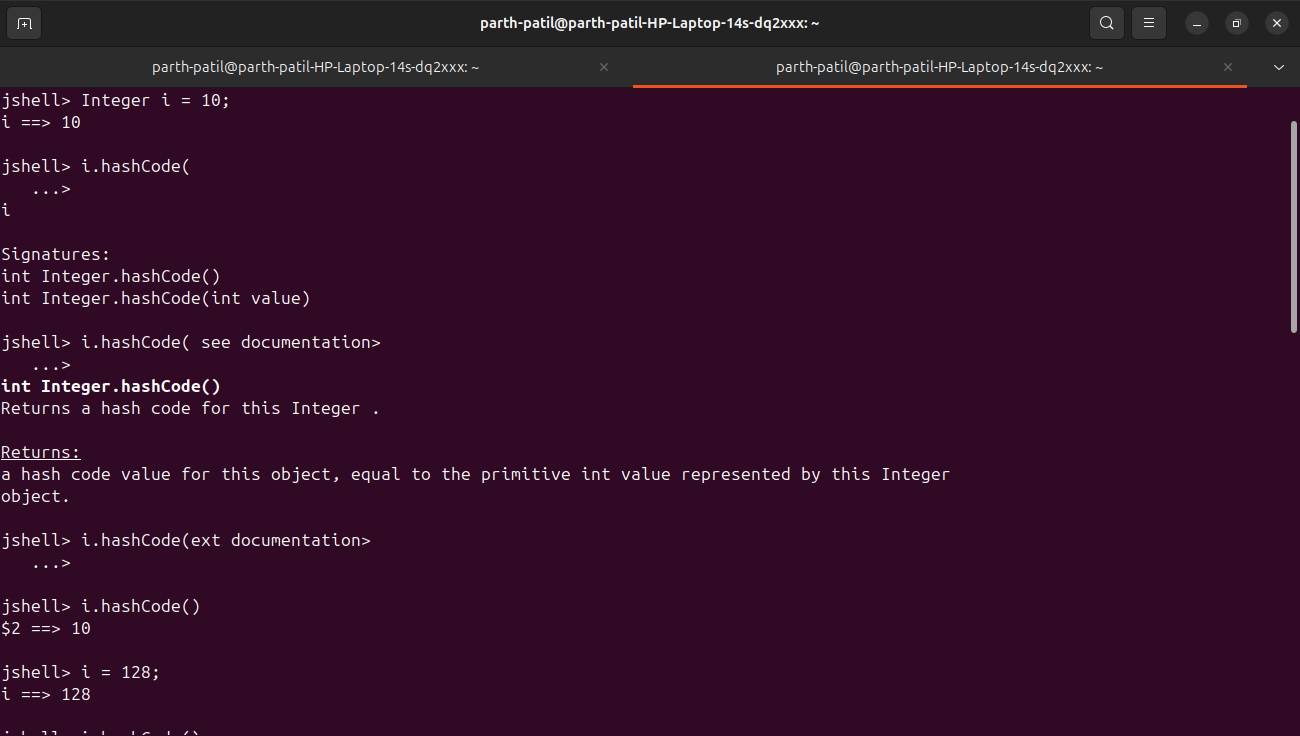 parth-patil@parth-patil-HP-Laptop-14s-dq2xxx: ~
parth-patil@parth-patil-HP-Laptop-14s-dq2xxx: ~
parth-patil@parth-patil-HP-Laptop-14s-dq2xxx: ~
jshell> Integer i = 10;
i ==> 10
jshell> i.hashCode(
...>
i
Signatures:
int Integer.hashCode()
int Integer.hashCode(int value)
jshell> i.hashCode( see documentation>
...>
int Integer.hashCode()
Returns a hash code for this Integer .
Returns:
a hash code value for this object, equal to the primitive int value represented by this Integer
object.
jshell> i.hashCode(ext documentation>
...>
jshell> i.hashCode()
$2 ==> 10
jshell> i = 128;
i ==> 128